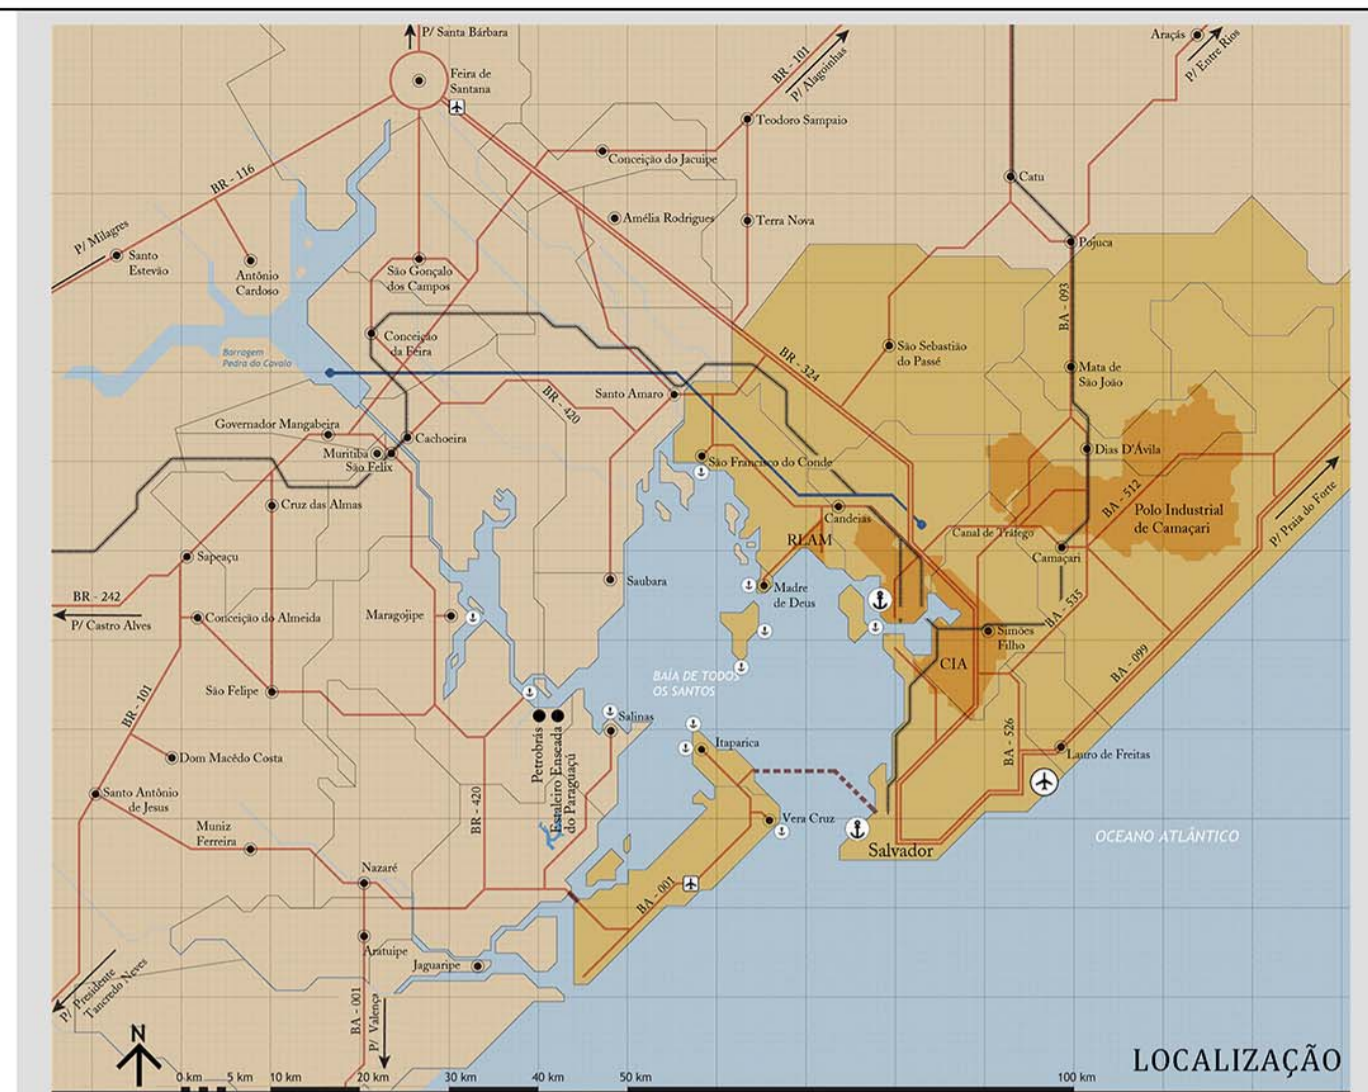 P/ Santa Bárbara
Araçás
P/ Entre Rios
BR - 101
P/ Alagoinhas
Feira de
Santana
Teodoro Sampaio
Conceição do Jacuipe
Catu
BR - 116
Amélia Rodrigues
Terra Nova
P/ Milagres
Santo
Estevão
Antônio
Cardoso
São Gonçalo
dos Campos
Pojuca
BA - 093
Conceição
da Feira
São Sebastião
do Passé
Barragem
Pedra do Cavalo
BR - 324
Mata de
São João
Santo Amaro
BR - 420
Governador Mangabeira
Cachoeira
Muritiba
São Felix
São Francisco do Conde
Dias D'Ávila
BA - 512
Cruz das Almas
Candeias
Polo Industrial
de Camaçari
P/ Praia do Forte
RLAM
Canal de Tráfego
Camaçari
Sapeaçu
Saubara
Madre
de Deus
BR - 242
P/ Castro Alves
Conceição do Almeida
Maragojipe
BA - 535
Simões
Filho
CIA
BA - 099
BAÍA DE TODOS
OS SANTOS
São Felipe
BR - 101
Salinas
Petrobrás
Estaleiro Enseada
do Paraguaçú
Itaparica
BA - 526
Lauro de Freitas
Dom Macêdo Costa
Santo Antônio
de Jesus
BR - 420
Vera Cruz
Muniz
Ferreira
Salvador
OCEANO ATLÂNTICO
Nazaré
BA - 001
Aratuipe
Jaguaripe
P/ Presidente
Tancredo Neves
BA - 001
P/ Valença
N
LOCALIZAÇÃO
0 km 5 km 10 km 20 km 30 km 40 km 50 km 100 km